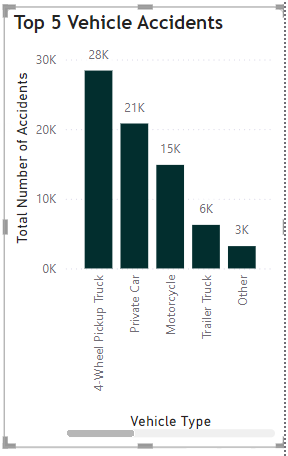 Top 5 Vehicle Accidents
Total Number of Accidents
30K
20K
10K
0K
28K
21K
15K
6K
3K
4-Wheel Pickup Truck
Private Car
Motorcycle
Trailer Truck
Other
Vehicle Type